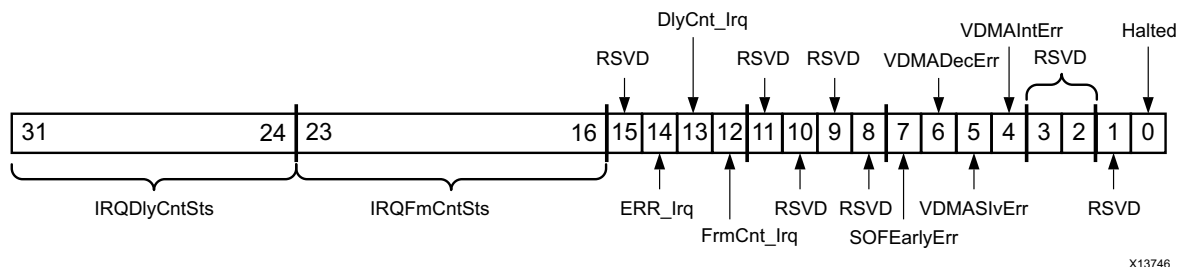 DlyCnt_Irq
VDMAIntErr
Halted
RSVD RSVD RSVD VDMADecErr RSVD
31 24 23 16 15 14 13 12 11 10 9 8 7 6 5 4 3 2 1 0
IRQDlyCntSts IRQFmCntSts ERR_Irq RSVD RSVD VDMASlvErr RSVD
FrmCnt_Irq SOFEarlyErr
X13746